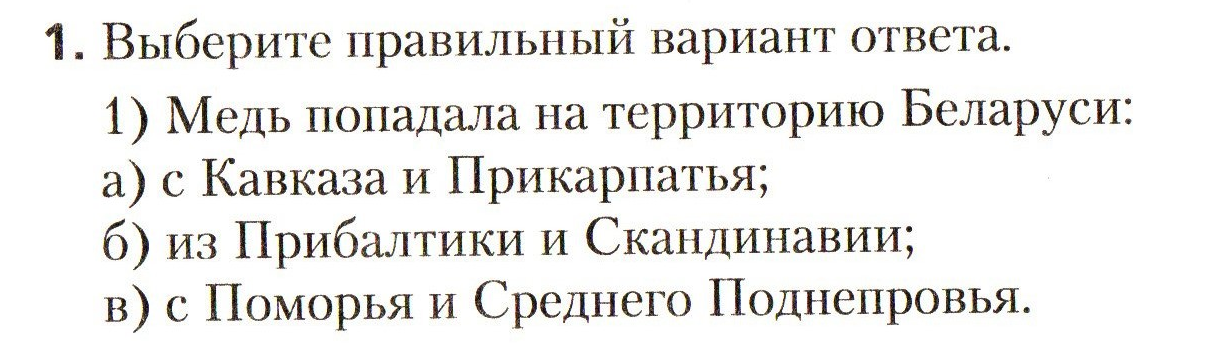 1. Выберите правильный вариант ответа.
1) Медь попадала на территорию Беларуси:
а) с Кавказа и Прикарпатья;
б) из Прибалтики и Скандинавии;
в) с Поморья и Среднего Поднепровья.